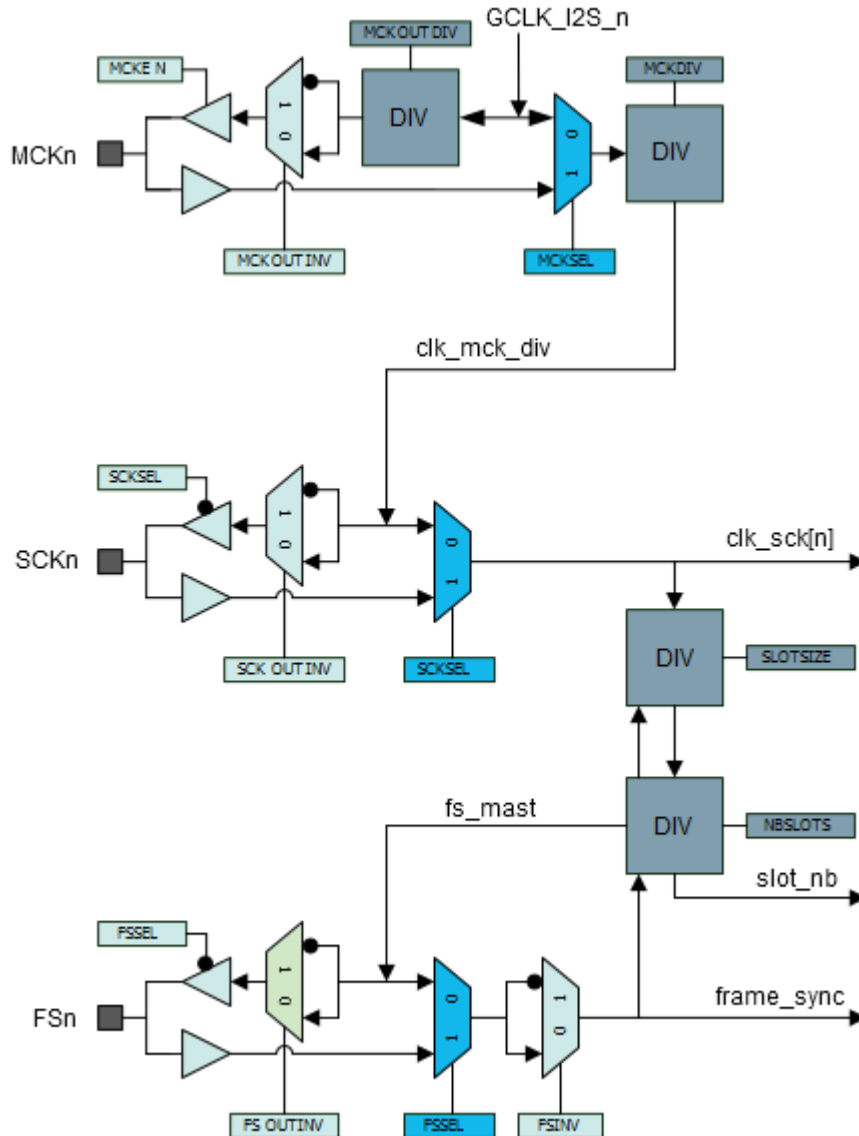 MCKOUTDIV
GCLK_I2S_n
MCKE N
MCKDIV
1
0
DIV
0
1
DIV
MCKn
MCKOUTINV
MCKSEL
clk_mck_div
SCKSEL
1
0
0
1
SCKn
clk_sck[n]
DIV
SLOTSIZE
SCK OUTINV
SCKSEL
fs_mast
DIV
NBSLOTS
slot_nb
FSSEL
1
0
0
1
1
0
FSn
frame_sync
FS OUTINV
FSSEL
FSINV